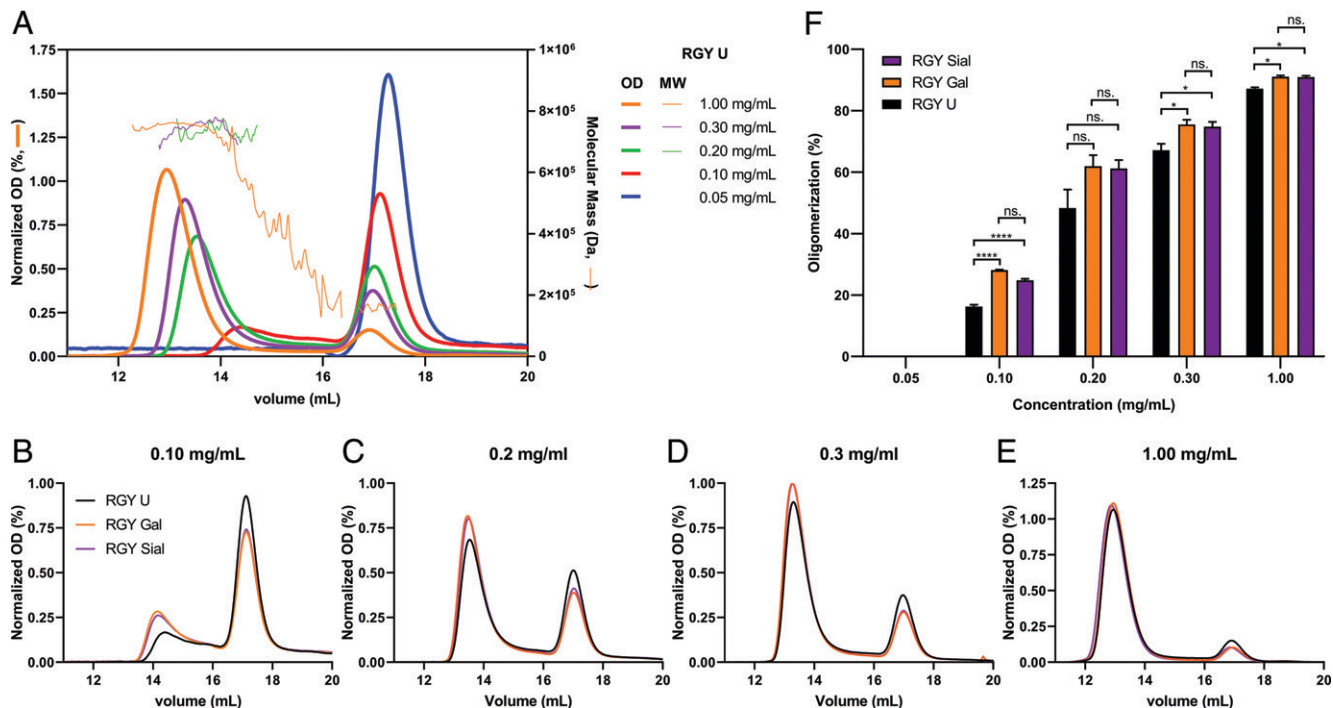 A
1.75
1.50
1.25
1.00
0.75
0.50
0.25
0.00
Normalized OD (%, )
12
14
16
18
20
volume (mL)
1×10⁶
8×10⁵
6×10⁵
4×10⁵
2×10⁵
0
Molecular Mass (Da, )
RGY U
OD MW
1.00 mg/mL
0.30 mg/mL
0.20 mg/mL
0.10 mg/mL
0.05 mg/mL
F
RGY Sial
RGY Gal
RGY U
100
80
60
40
20
0
Oligomerization (%)
ns.
****
****
ns.
ns.
ns.
ns.
*
*
ns.
*
*
0.05
0.10
0.20
0.30
1.00
Concentration (mg/mL)
B
0.10 mg/mL
1.00
0.75
0.50
0.25
0.00
Normalized OD (%)
RGY U
RGY Gal
RGY Sial
12
14
16
18
20
volume (mL)
C
0.2 mg/ml
1.00
0.75
0.50
0.25
0.00
Normalized OD (%)
12
14
16
18
20
volume (mL)
D
0.3 mg/ml
1.00
0.75
0.50
0.25
0.00
Normalized OD (%)
12
14
16
18
20
Volume (mL)
E
1.00 mg/mL
1.25
1.00
0.75
0.50
0.25
0.00
Normalized OD (%)
12
14
16
18
20
volume (mL)